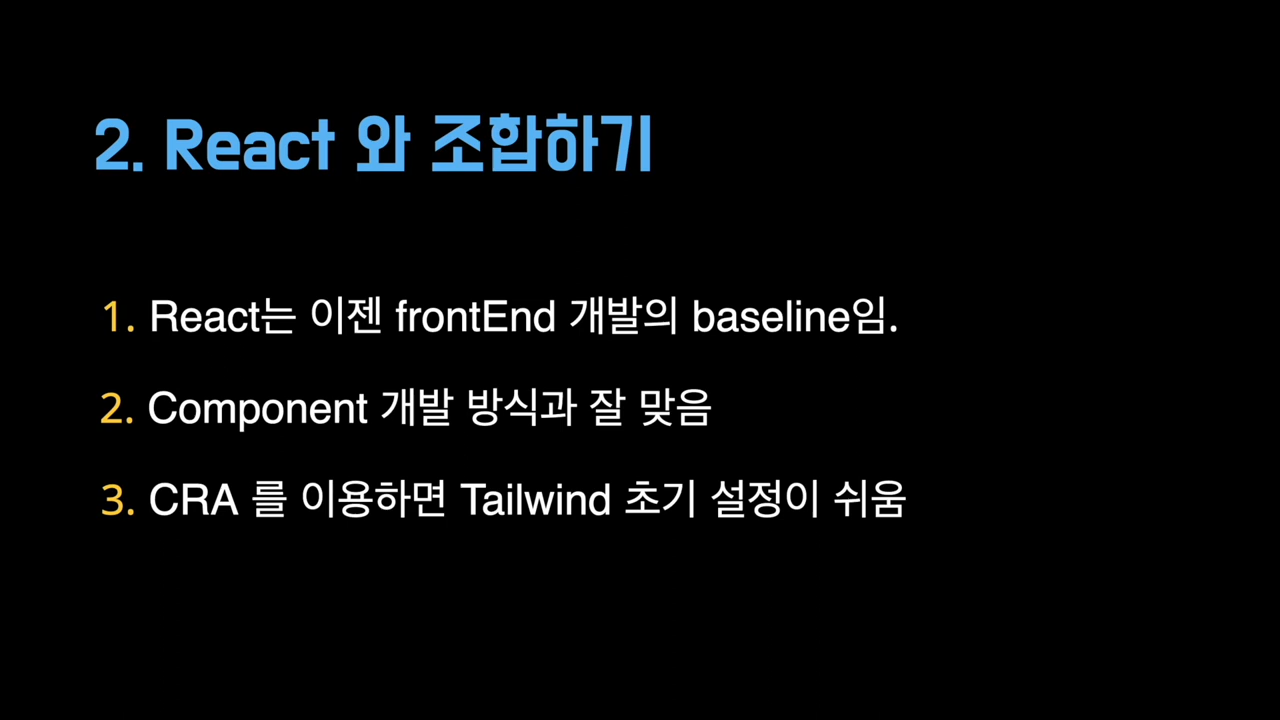 2. React 와 조합하기
1. React는 이젠 frontEnd 개발의 baseline임.
2. Component 개발 방식과 잘 맞음
3. CRA 를 이용하면 Tailwind 초기 설정이 쉬움